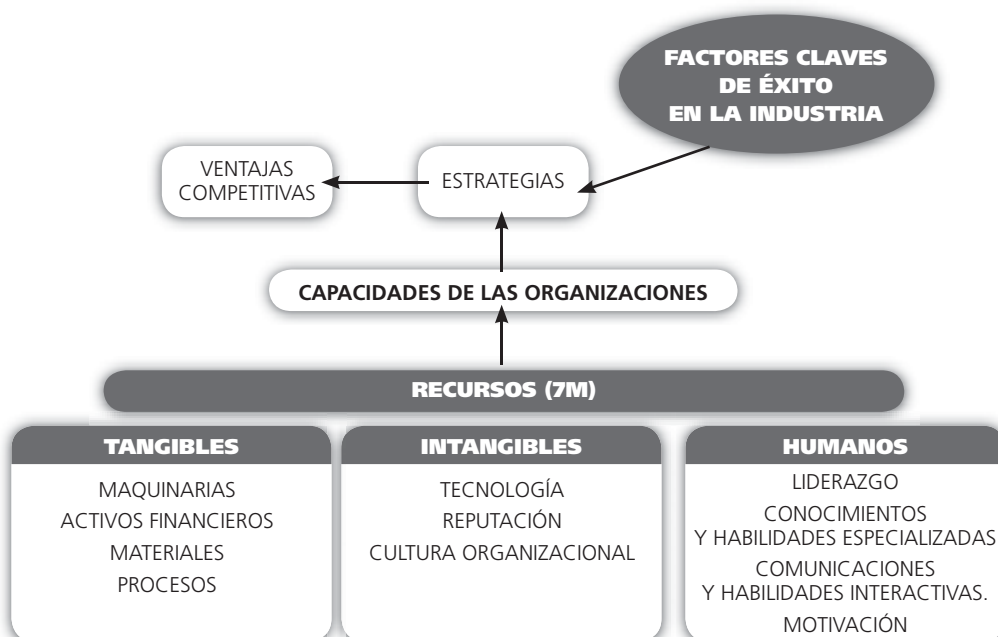 FACTORES CLAVES
DE ÉXITO
EN LA INDUSTRIA
VENTAJAS
COMPETITIVAS
ESTRATEGIAS
CAPACIDADES DE LAS ORGANIZACIONES
RECURSOS (7M)
TANGIBLES
MAQUINARIAS
ACTIVOS FINANCIEROS
MATERIALES
PROCESOS
INTANGIBLES
TECNOLOGÍA
REPUTACIÓN
CULTURA ORGANIZACIONAL
HUMANOS
LIDERAZGO
CONOCIMIENTOS
Y HABILIDADES ESPECIALIZADAS
COMUNICACIONES
Y HABILIDADES INTERACTIVAS.
MOTIVACIÓN